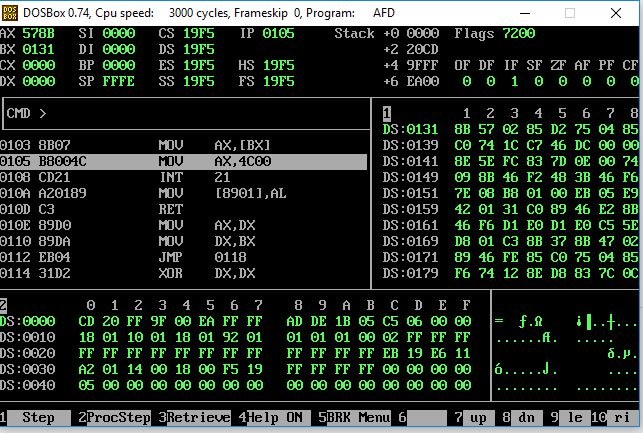 DOSBox 0.74, Cpu speed: 3000 cycles, Frameskip 0, Program: AFD
AX 578B SI 0000 CS 19F5 IP 0105 Stack +0 0000 Flags 7200
BX 0131 DI 0000 DS 19F5 +2 20CD
CX 0000 BP 0000 ES 19F5 HS 19F5 +4 9FFF OF DF IF SF ZF AF PF CF
DX 0000 SP FFFE SS 19F5 FS 19F5 +6 EA00 0 0 1 0 0 0 0 0
CMD >
1 1 2 3 4 5 6 7 8
DS:0131 8B 57 02 85 D2 75 04 85
0103 8B07 MOV AX,[BX] DS:0139 C0 74 1C C7 46 DC 00 00
0105 B8004C MOV AX,4C00 DS:0141 8E 5E FC 83 7D 0E 00 74
0108 CD21 INT 21 DS:0149 09 8B 46 F2 48 3B 46 F6
010A A20189 MOV [8901],AL DS:0151 7E 08 B8 01 00 EB 05 E9
010D C3 RET DS:0159 42 01 31 C0 89 46 E2 8B
010E 89D0 MOV AX,DX DS:0161 46 F6 D1 E0 D1 E0 C5 5E
0110 89DA MOV DX,BX DS:0169 D8 01 C3 8B 37 8B 47 02
0112 EB04 JMP 0118 DS:0171 89 46 FE 85 C0 75 04 85
0114 31D2 XOR DX,DX DS:0179 F6 74 12 8E D8 83 7C 0C
2 0 1 2 3 4 5 6 7 8 9 A B C D E F
DS:0000 CD 20 FF 9F 00 EA FF FF AD DE 1B 05 C5 06 00 00
DS:0010 18 01 10 01 18 01 92 01 01 01 01 00 02 FF FF FF
DS:0020 FF FF FF FF FF FF FF FF FF FF FF FF EB 19 E6 11
DS:0030 A2 01 14 00 18 00 F5 19 FF FF FF FF 00 00 00 00
DS:0040 05 00 00 00 00 00 00 00 00 00 00 00 00 00 00 00
1 Step 2ProcStep 3Retrieve 4Help ON 5BRK Menu 6 7 up 8 dn 9 le 10 ri